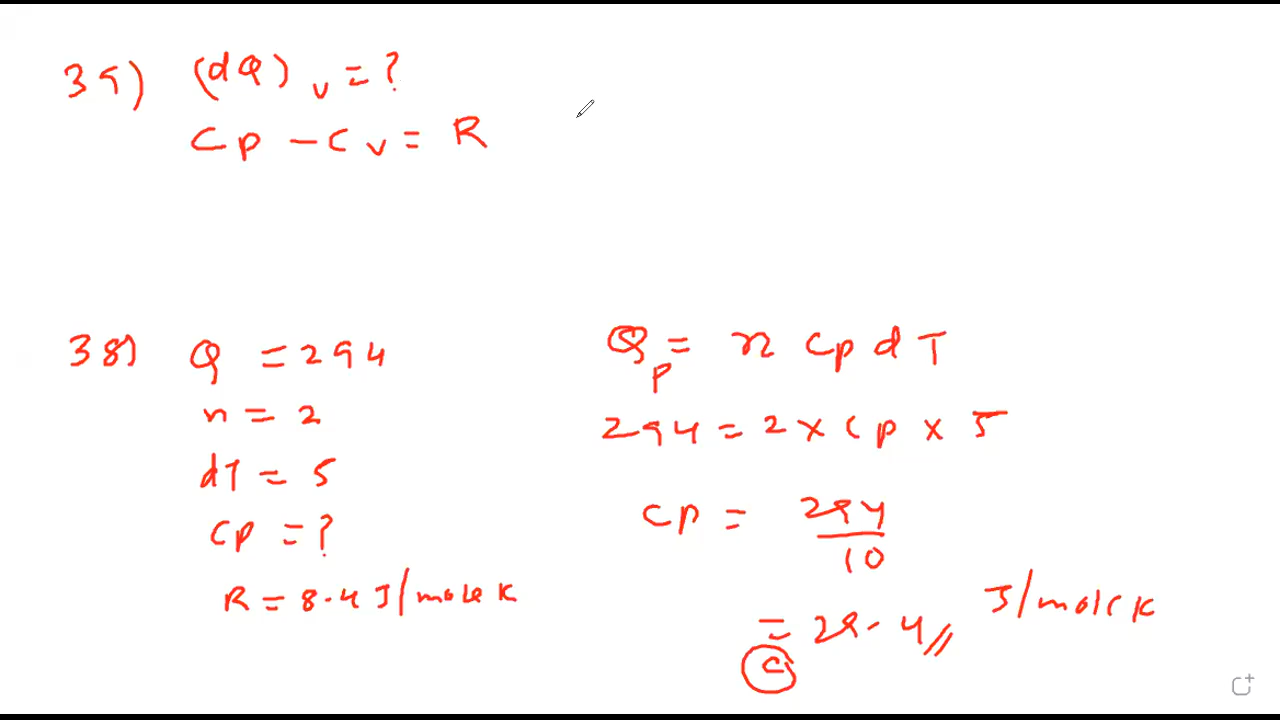 39) (dQ)v = ?
Cp - Cv = R
38) Q = 294
n = 2
dT = 5
Cp = ?
R = 8.4 J/mole K
Qp = n Cp dT
294 = 2 x Cp x 5
Cp = 294
10
= 29.4 // J/mole K
c